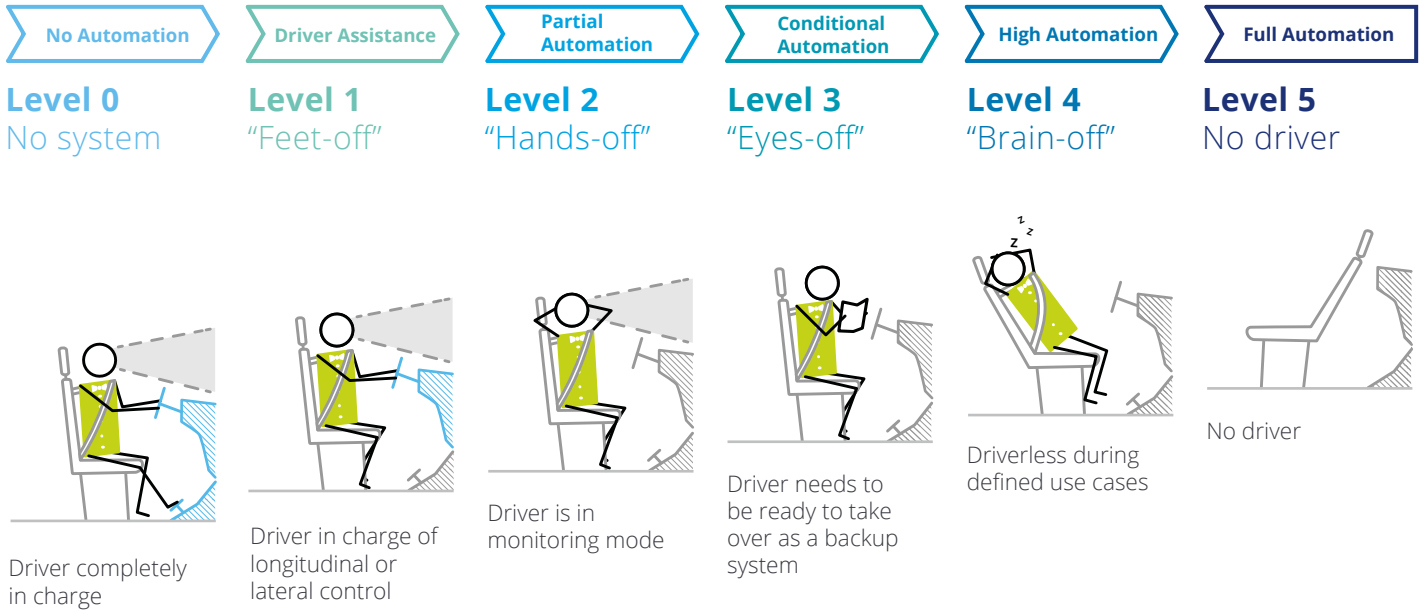 No Automation
Driver Assistance
Partial
Automation
Conditional
Automation
High Automation
Full Automation
Level 0
No system
Level 1
“Feet-off”
Level 2
“Hands-off”
Level 3
“Eyes-off”
Level 4
“Brain-off”
Level 5
No driver
z
z
z
Driver completely
in charge
Driver in charge of
longitudinal or
lateral control
Driver is in
monitoring mode
Driver needs to
be ready to take
over as a backup
system
Driverless during
defined use cases
No driver